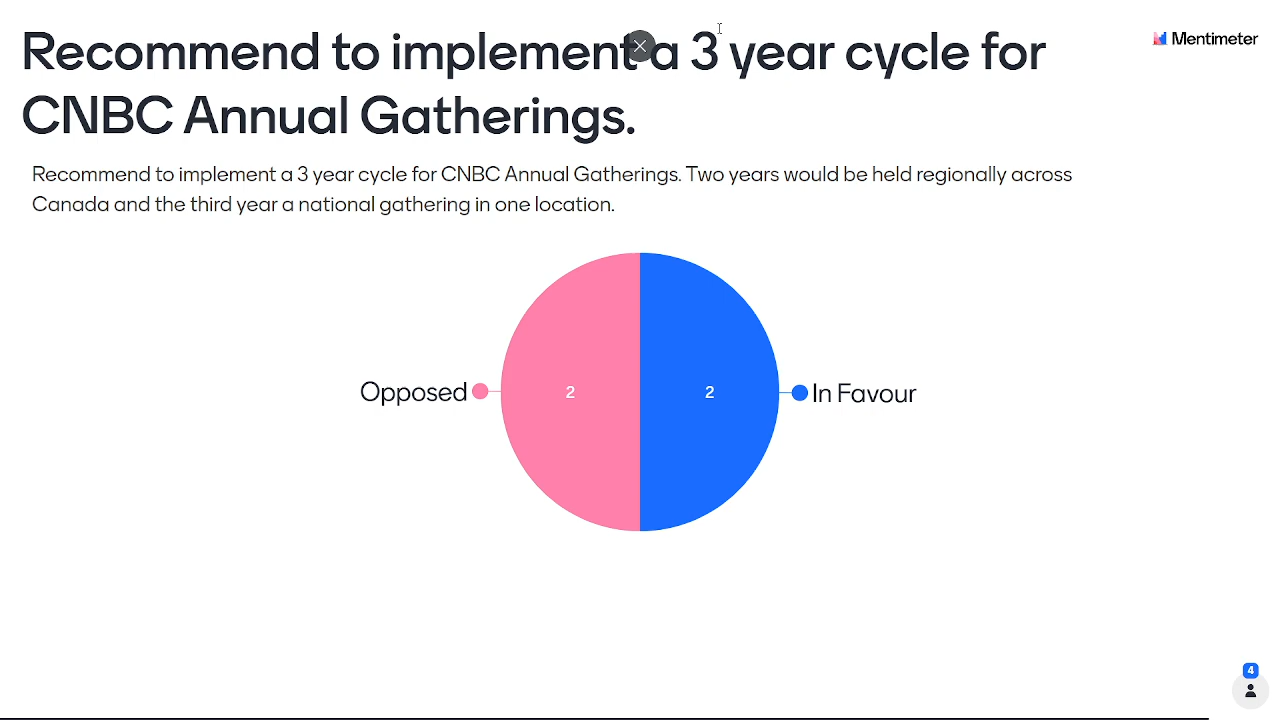 Recommend to implement a 3 year cycle for
CNBC Annual Gatherings.
Mentimeter
Recommend to implement a 3 year cycle for CNBC Annual Gatherings. Two years would be held regionally across
Canada and the third year a national gathering in one location.
Opposed
2
2
In Favour
4